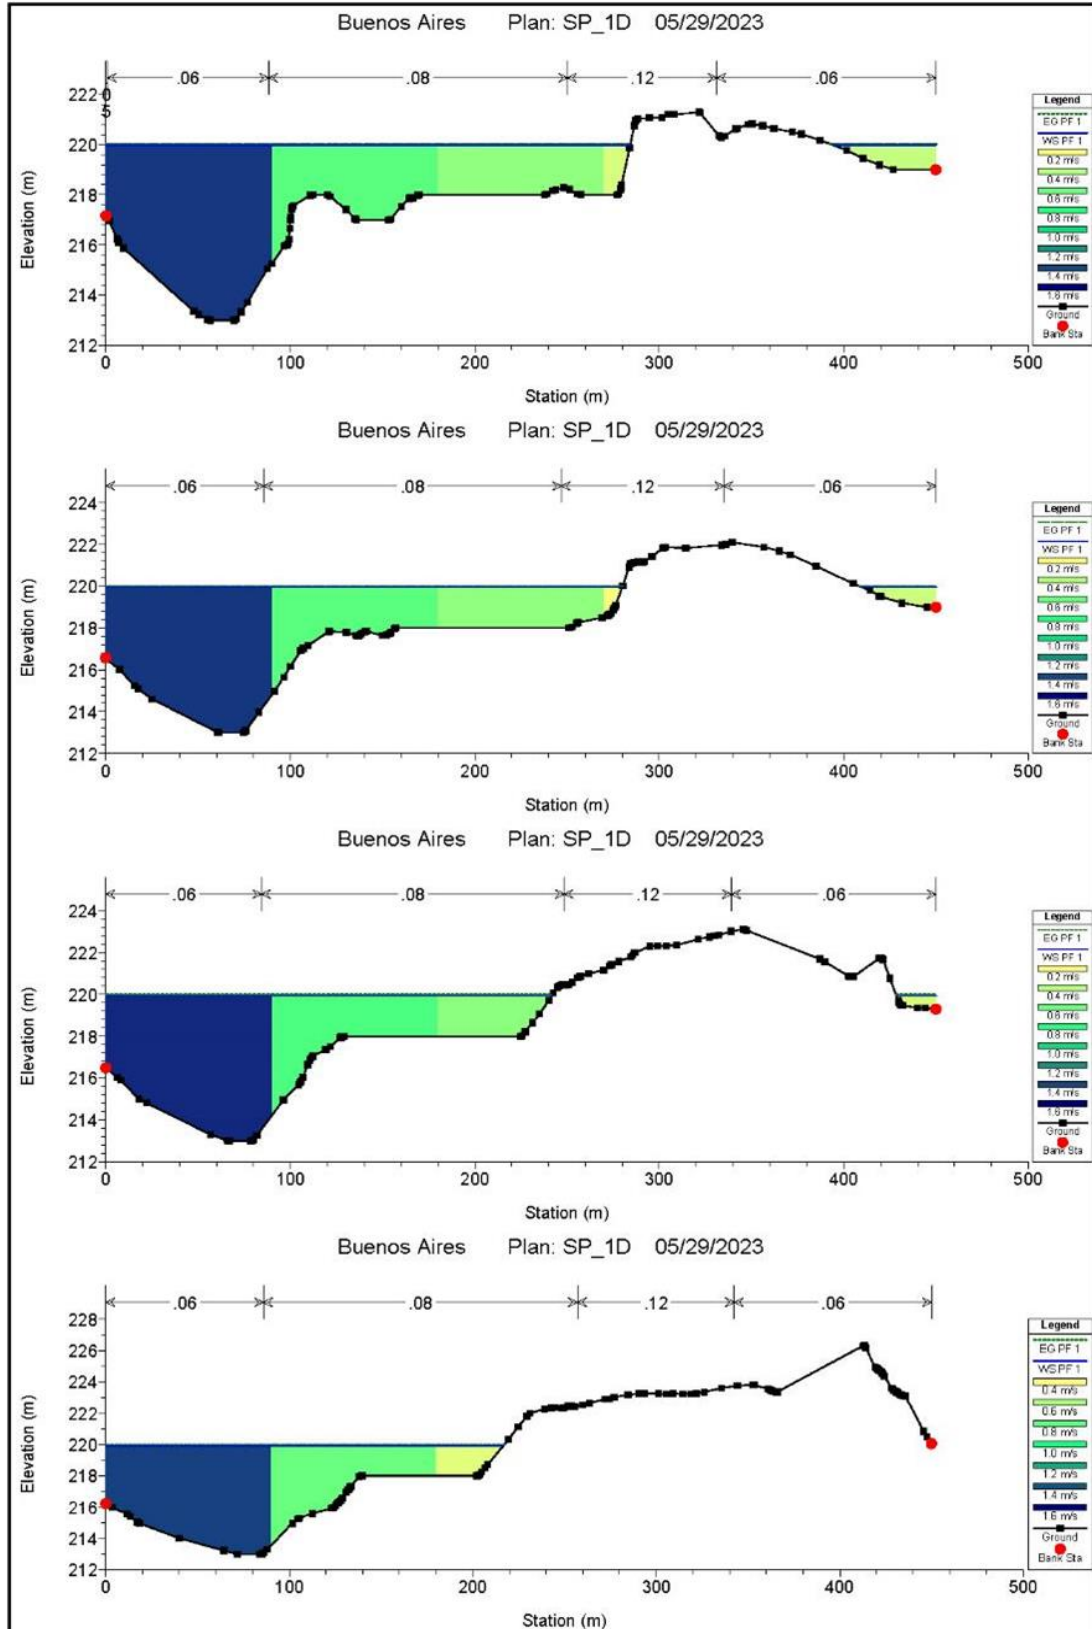 Buenos Aires Plan: SP_1D 05/29/2023
.06 .08 .12 .06
Elevation (m)
222
220
218
216
214
212
0
5
0 100 200 300 400 500
Station (m)
Legend
EG PF 1
WS PF 1
0.2 m/s
0.4 m/s
0.6 m/s
0.8 m/s
1.0 m/s
1.2 m/s
1.4 m/s
1.6 m/s
Ground
Bank Sta
Buenos Aires Plan: SP_1D 05/29/2023
.06 .08 .12 .06
Elevation (m)
224
222
220
218
216
214
212
0 100 200 300 400 500
Station (m)
Legend
EG PF 1
WS PF 1
0.2 m/s
0.4 m/s
0.6 m/s
0.8 m/s
1.0 m/s
1.2 m/s
1.4 m/s
1.6 m/s
Ground
Bank Sta
Buenos Aires Plan: SP_1D 05/29/2023
.06 .08 .12 .06
Elevation (m)
224
222
220
218
216
214
212
0 100 200 300 400 500
Station (m)
Legend
EG PF 1
WS PF 1
0.2 m/s
0.4 m/s
0.6 m/s
0.8 m/s
1.0 m/s
1.2 m/s
1.4 m/s
1.6 m/s
Ground
Bank Sta
Buenos Aires Plan: SP_1D 05/29/2023
.06 .08 .12 .06
Elevation (m)
228
226
224
222
220
218
216
214
212
0 100 200 300 400 500
Station (m)
Legend
EG PF 1
WS PF 1
0.4 m/s
0.6 m/s
0.8 m/s
1.0 m/s
1.2 m/s
1.4 m/s
1.6 m/s
Ground
Bank Sta